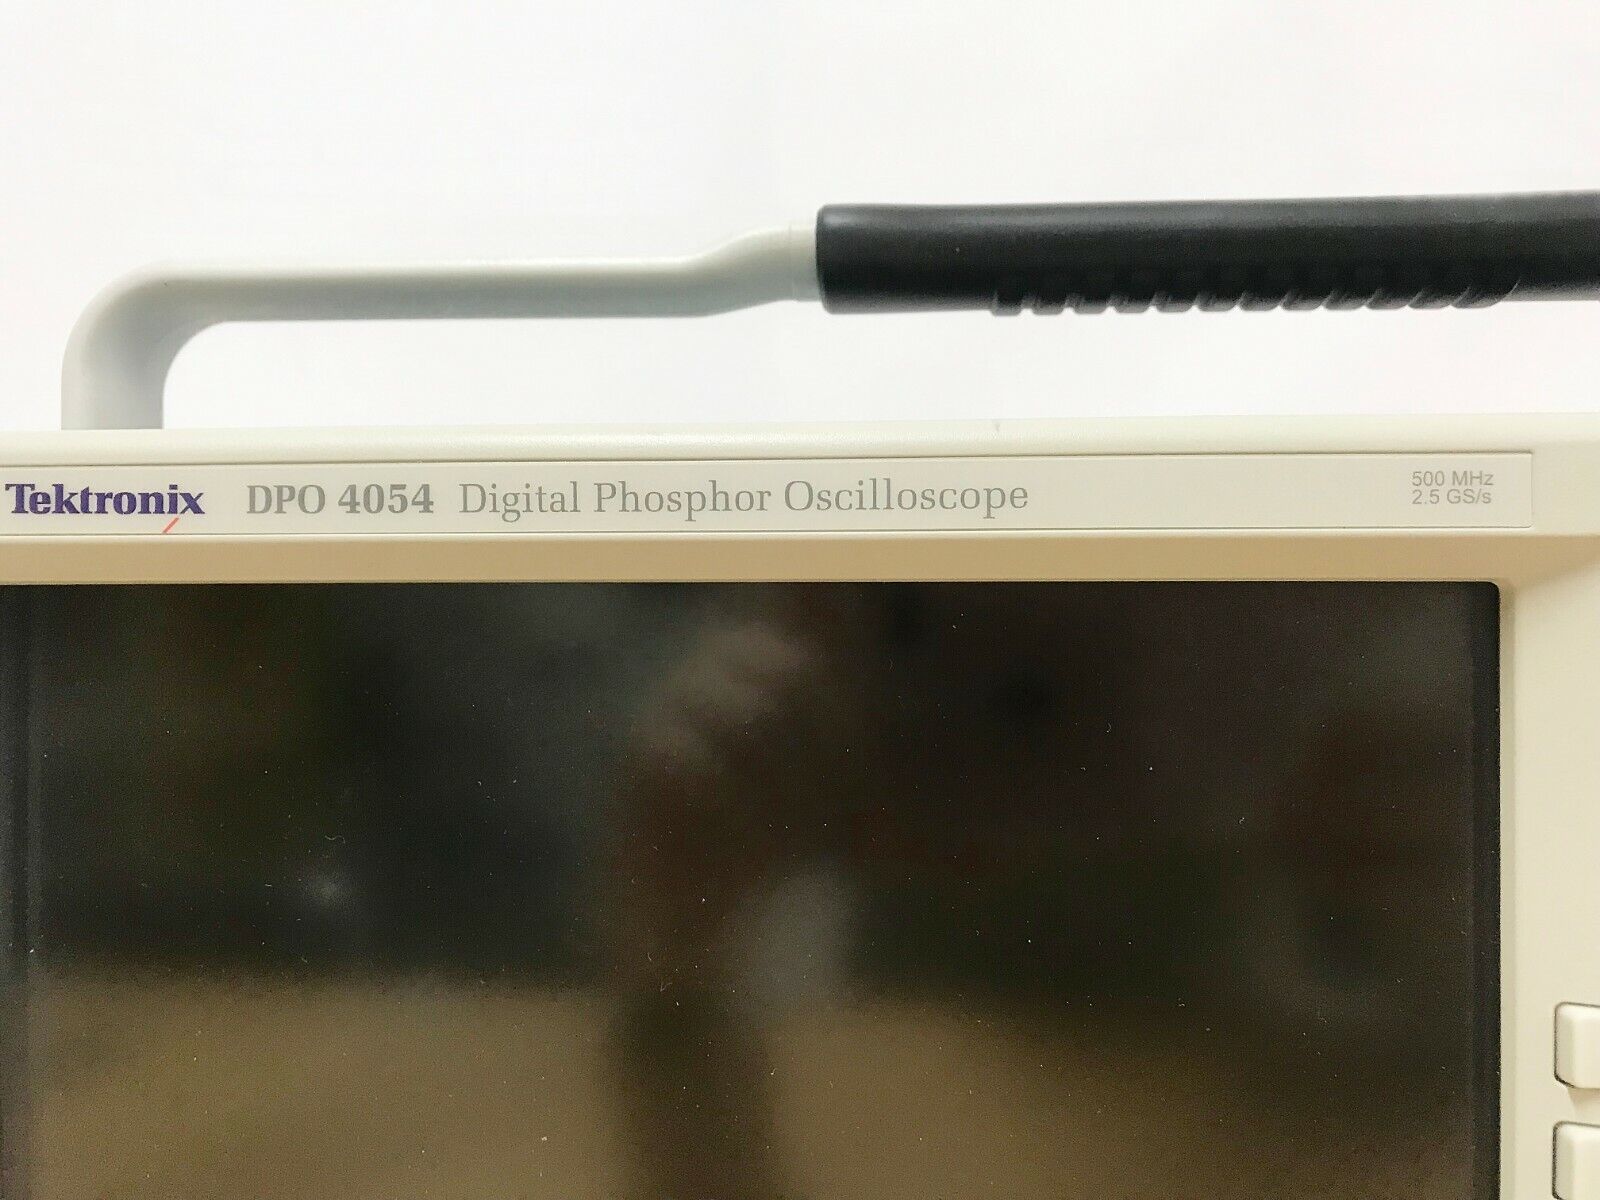 Tektronix DPO 4054 Digital Phosphor Oscilloscope
500 MHz
2.5 GS/s